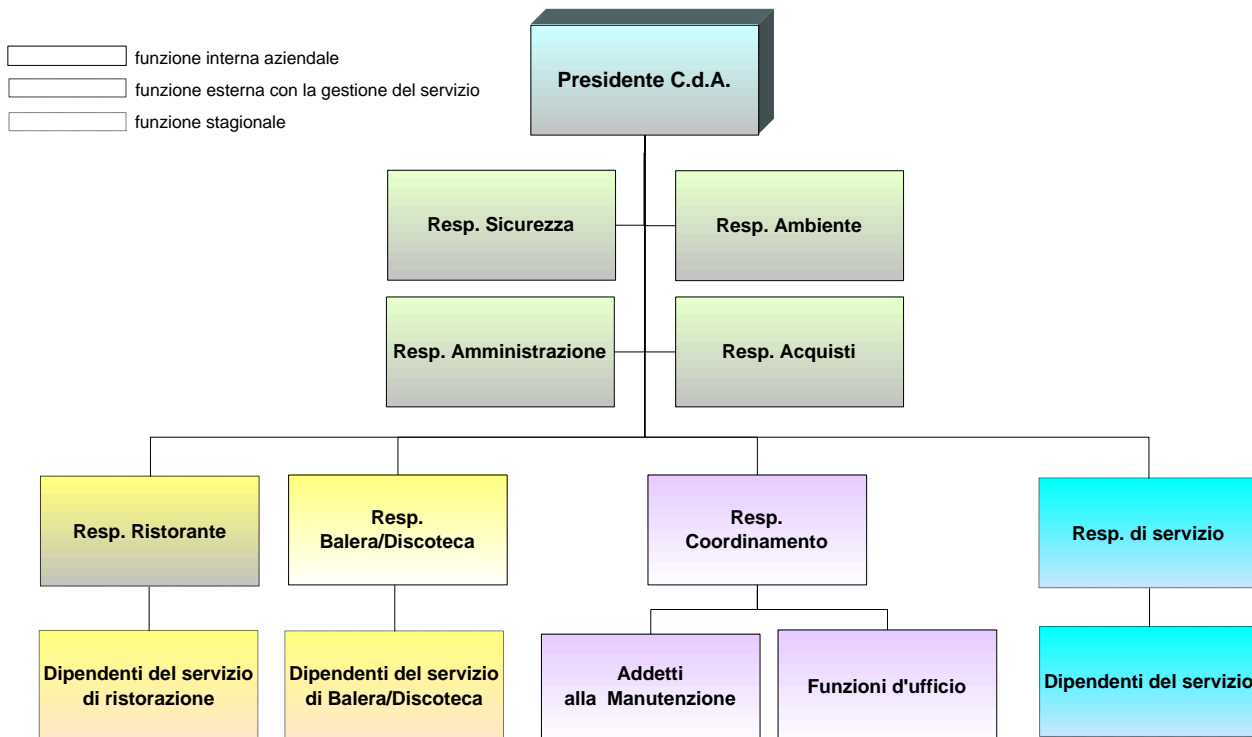 funzione interna aziendale
funzione esterna con la gestione del servizio
funzione stagionale
Presidente C.d.A.
Resp. Sicurezza
Resp. Ambiente
Resp. Amministrazione
Resp. Acquisti
Resp. Ristorante
Resp.
Balera/Discoteca
Resp.
Coordinamento
Resp. di servizio
Dipendenti del servizio
di ristorazione
Dipendenti del servizio
di Balera/Discoteca
Addetti
alla Manutenzione
Funzioni d'ufficio
Dipendenti del servizio